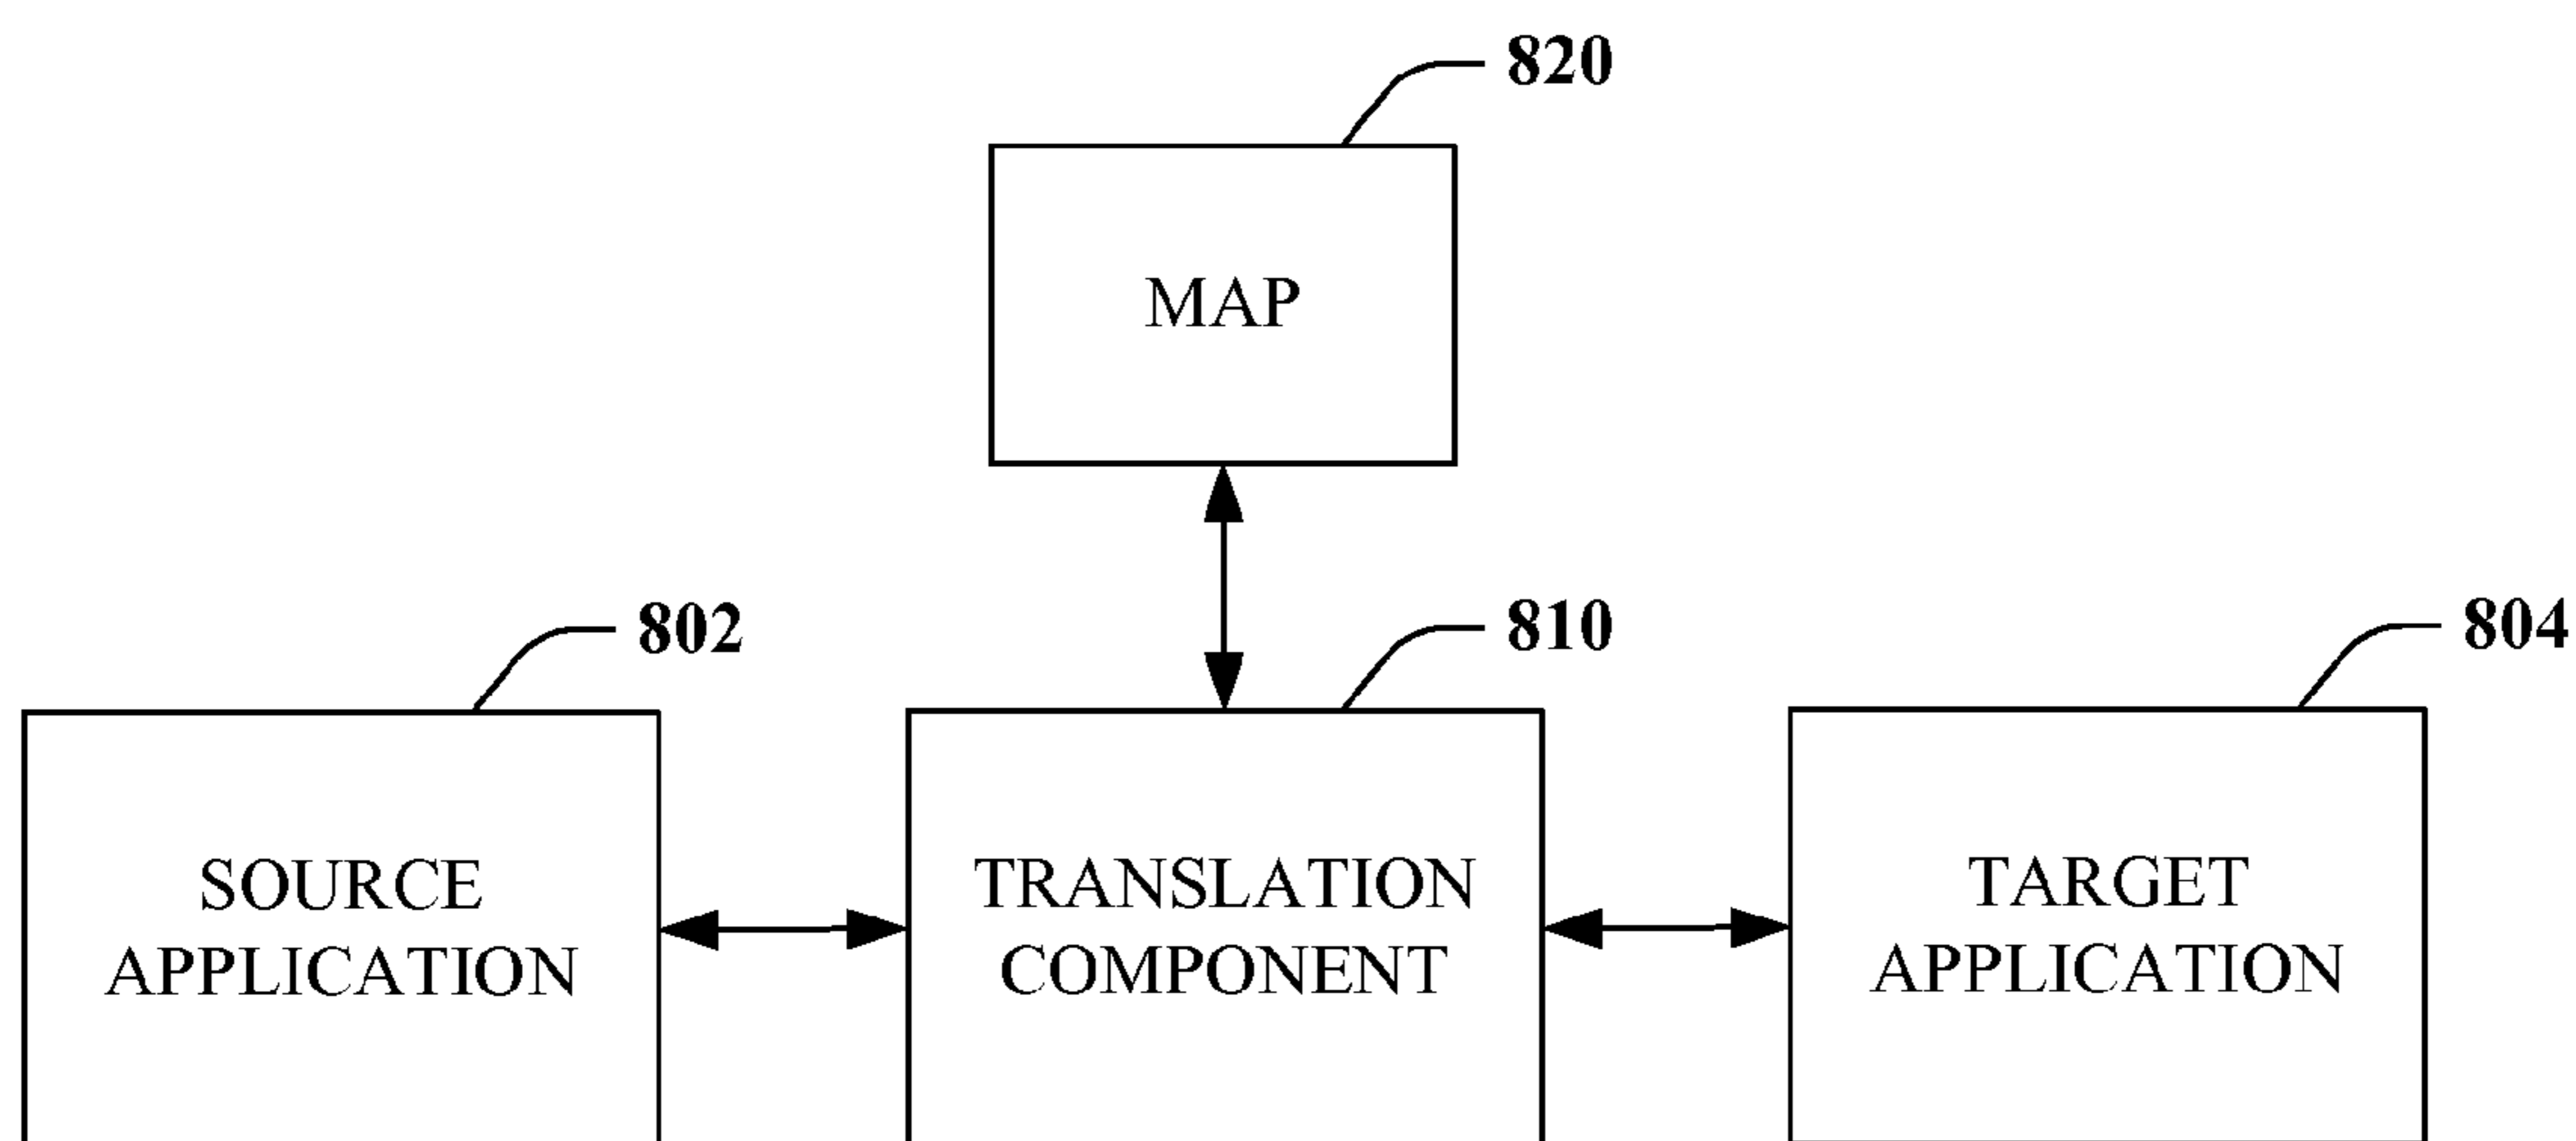 820
MAP
802
810
804
SOURCE
APPLICATION
TRANSLATION
COMPONENT
TARGET
APPLICATION